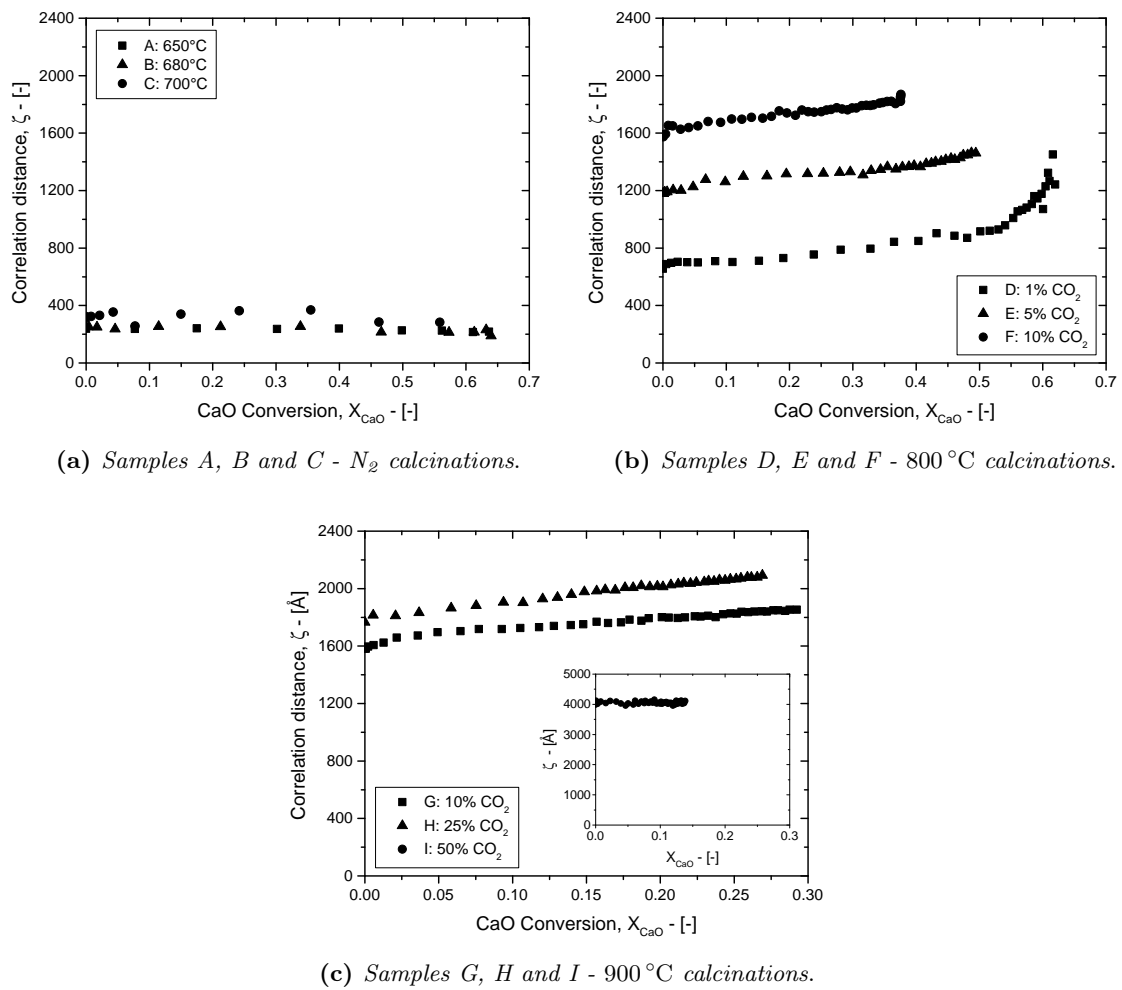 2400
2000
1600
1200
800
400
0
Correlation distance, ζ - [-]
A: 650°C
B: 680°C
C: 700°C
0.0 0.1 0.2 0.3 0.4 0.5 0.6 0.7
CaO Conversion, X_CaO - [-]
(a) Samples A, B and C - N₂ calcinations.
2400
2000
1600
1200
800
400
0
Correlation distance, ζ - [-]
D: 1% CO₂
E: 5% CO₂
F: 10% CO₂
0.0 0.1 0.2 0.3 0.4 0.5 0.6 0.7
CaO Conversion, X_CaO - [-]
(b) Samples D, E and F - 800 °C calcinations.
2400
2000
1600
1200
800
400
0
Correlation distance, ζ - [Å]
G: 10% CO₂
H: 25% CO₂
I: 50% CO₂
5000
4000
3000
2000
1000
0
ζ - [Å]
0.0 0.1 0.2 0.3
X_CaO - [-]
0.00 0.05 0.10 0.15 0.20 0.25 0.30
CaO Conversion, X_CaO - [-]
(c) Samples G, H and I - 900 °C calcinations.